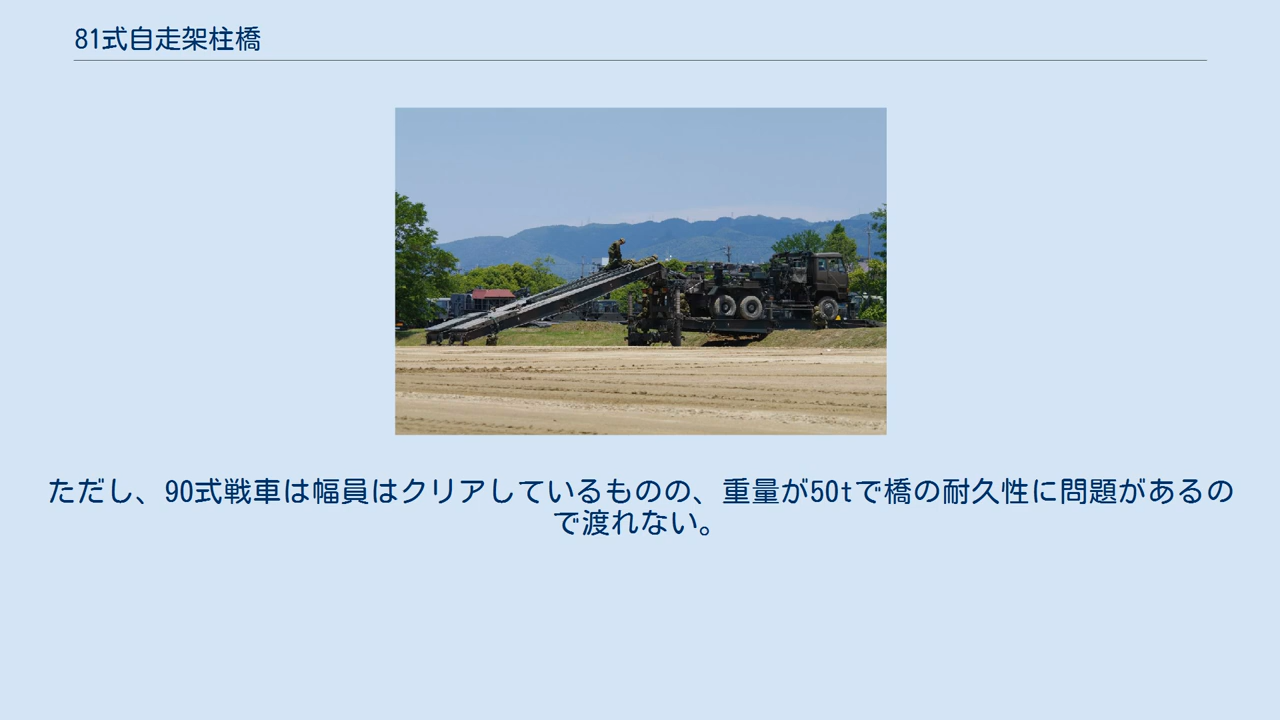 81式自走架柱橋
ただし、90式戦車は幅員はクリアしているものの、重量が50tで橋の耐久性に問題があるの
で渡れない。